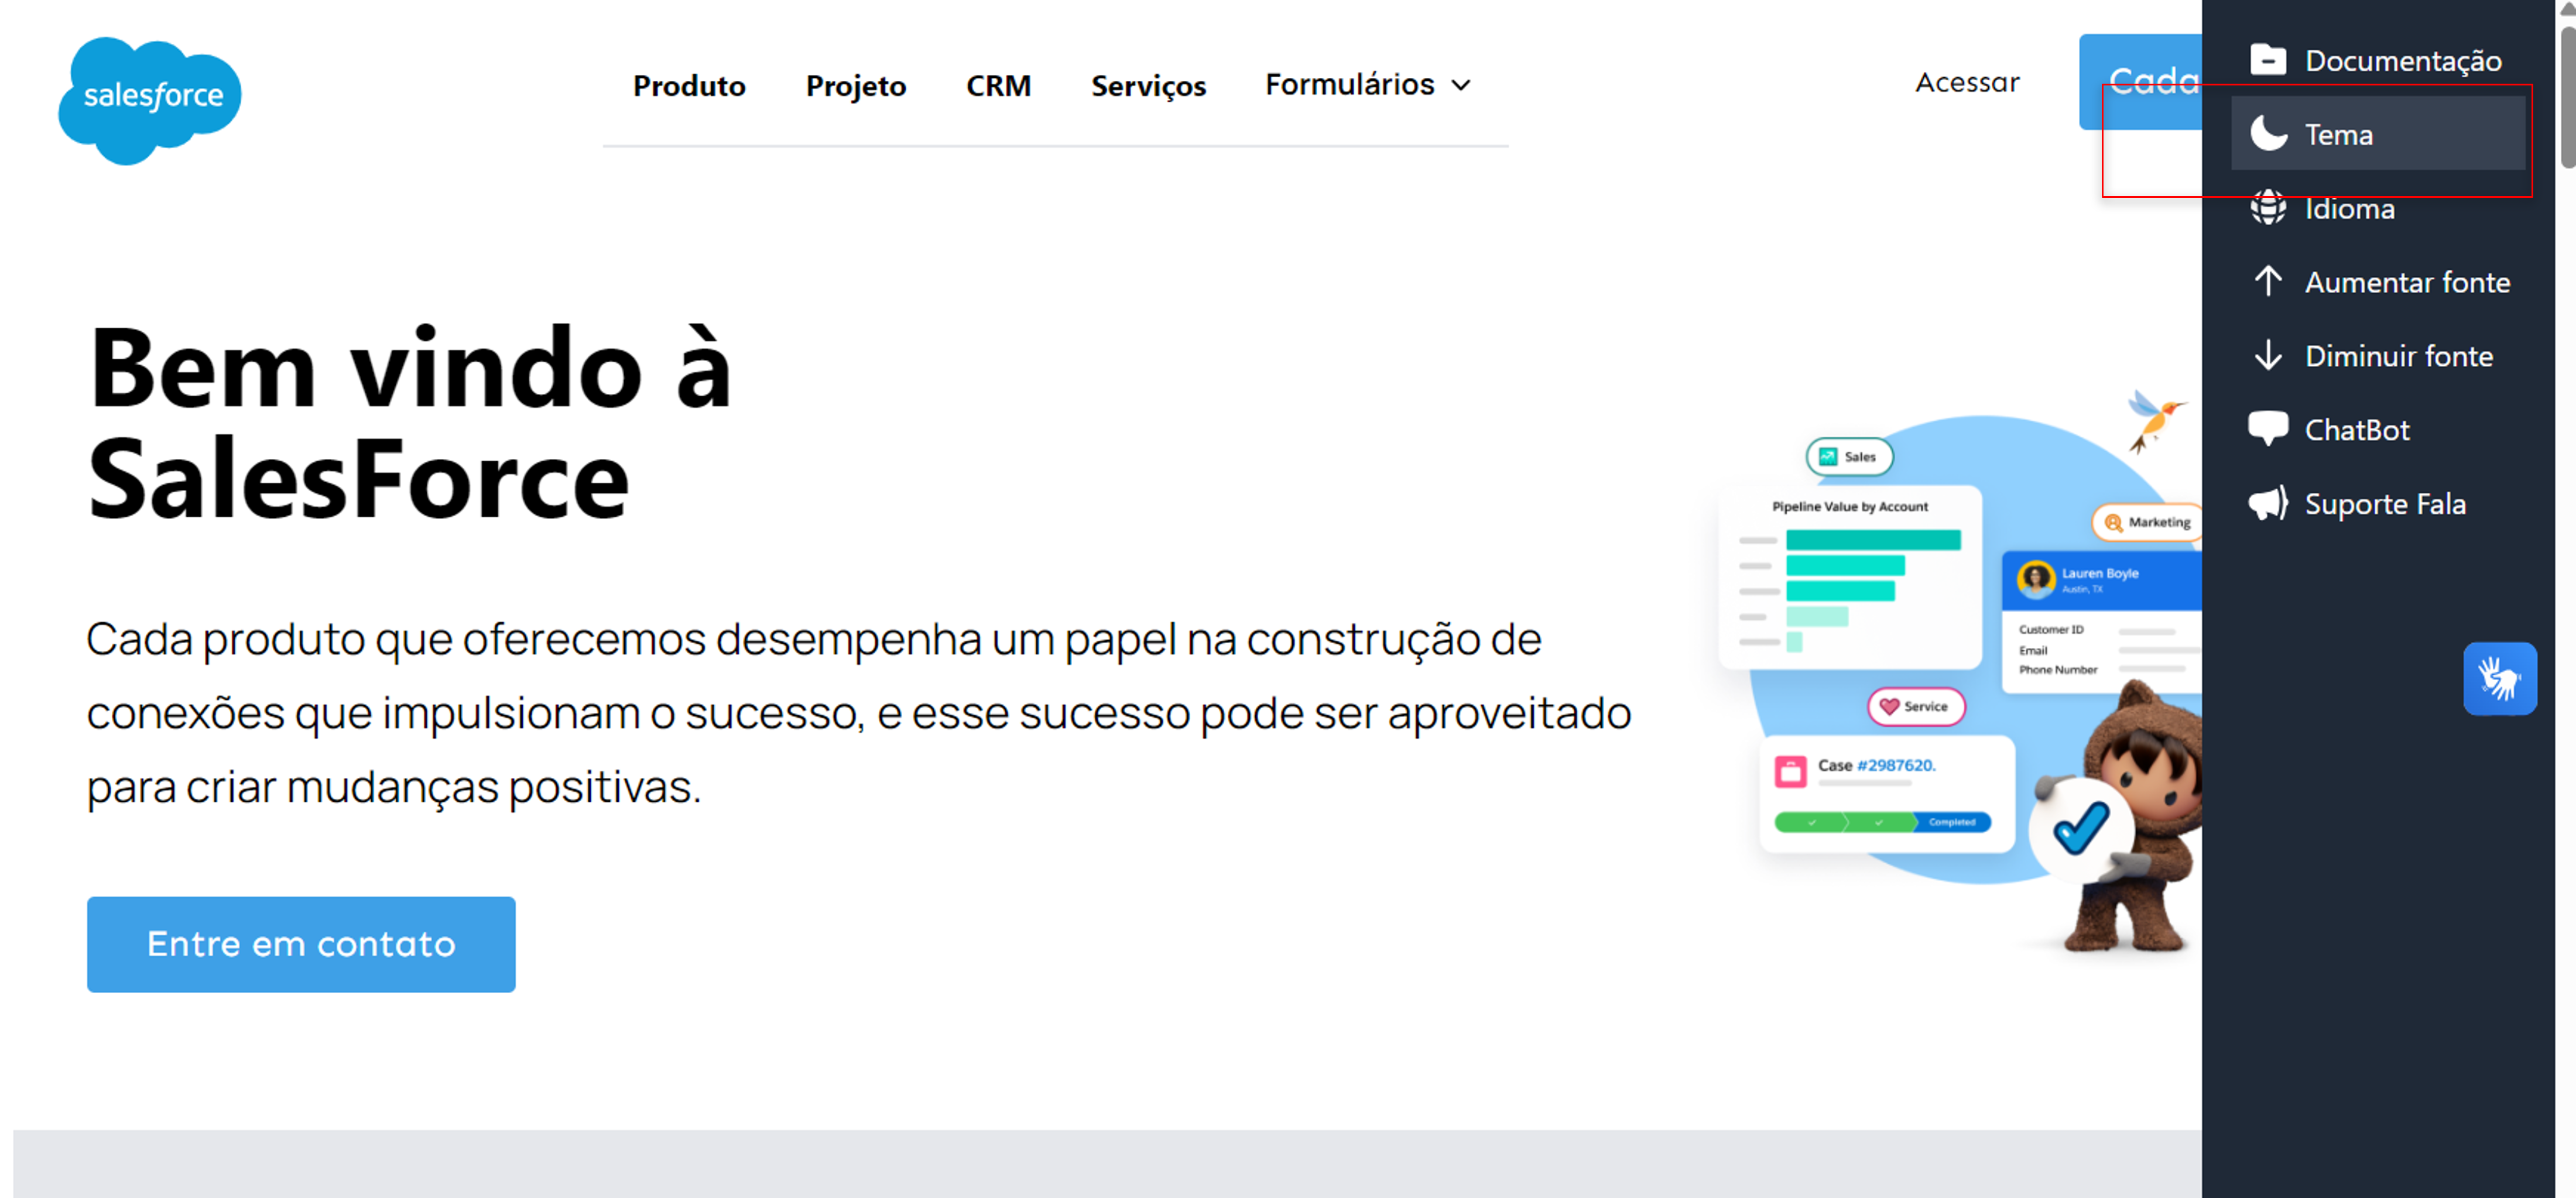 salesforce
Produto Projeto CRM Serviços Formulários
Acessar
Cada
Documentação
Tema
Idioma
Aumentar fonte
Diminuir fonte
ChatBot
Suporte Fala
Bem vindo à
SalesForce
Cada produto que oferecemos desempenha um papel na construção de
conexões que impulsionam o sucesso, e esse sucesso pode ser aproveitado
para criar mudanças positivas.
Entre em contato
Sales
Pipeline Value by Account
Marketing
Lauren Boyle
Austin, TX
Customer ID
Email
Phone Number
Service
Case #2987620.
Completed